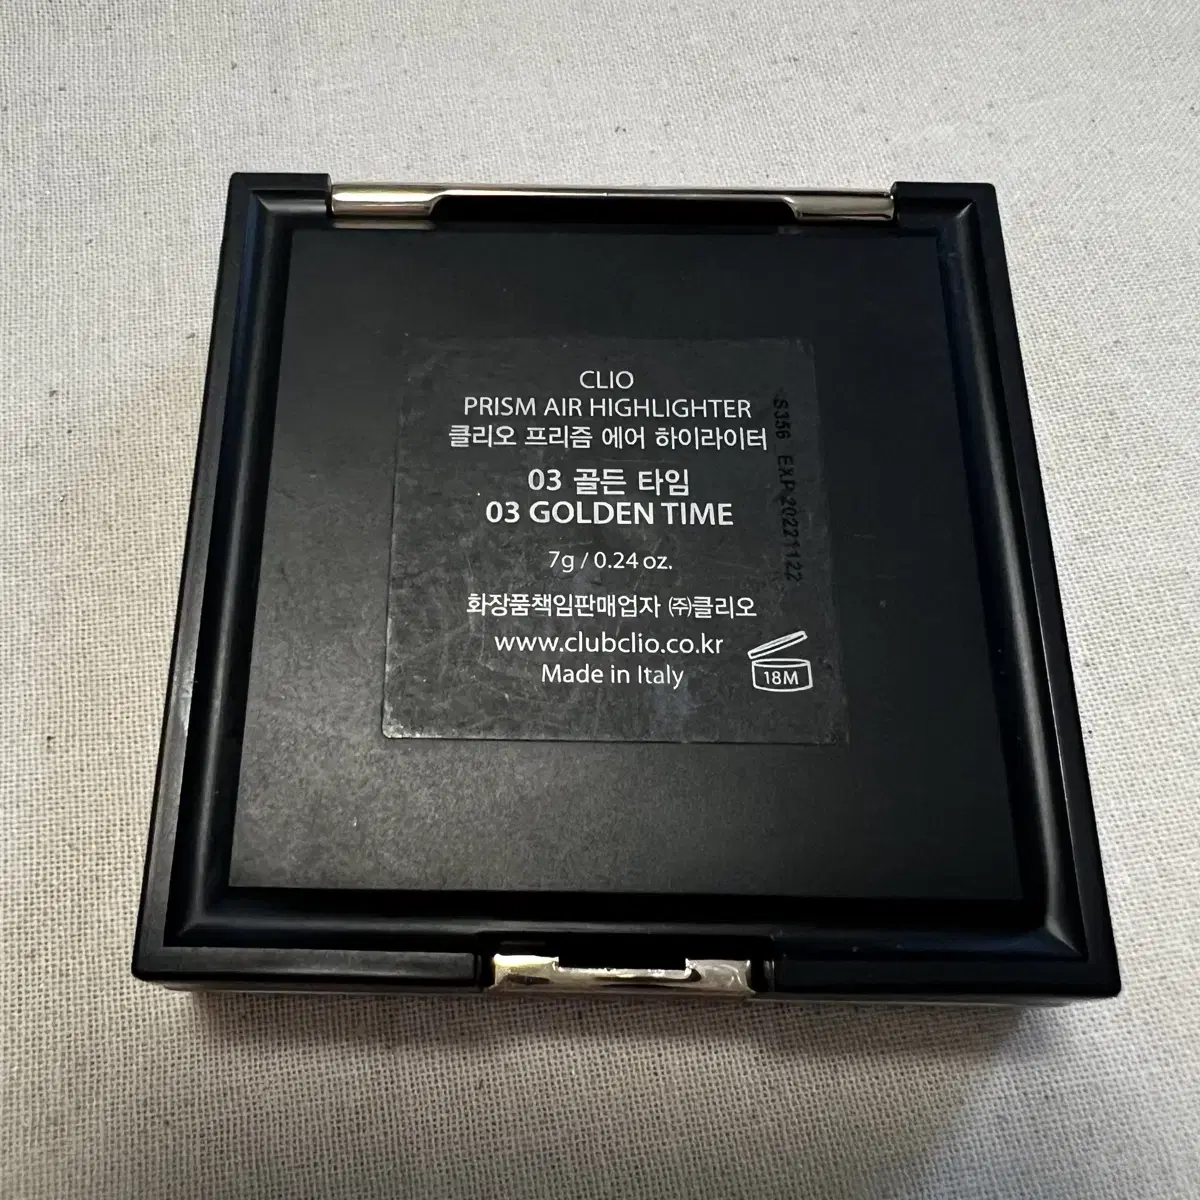 CLIO
PRISM AIR HIGHLIGHTER
클리오 프리즘 에어 하이라이터
03 골든 타임
03 GOLDEN TIME
7g / 0.24 oz.
화장품책임판매업자 ㈜클리오
www.clubclio.co.kr
Made in Italy
18M
S356 EXP 20221122